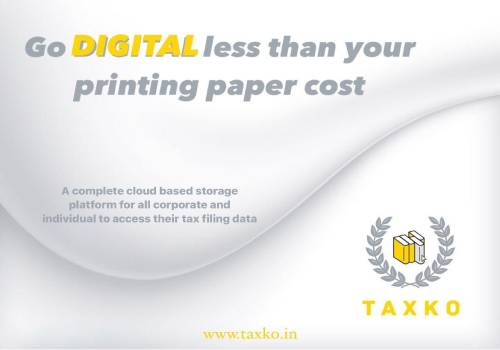 Go DIGITAL less than your
printing paper cost
A complete cloud based storage
platform for all corporate and
individual to access their tax filing data
TAXKO
www.taxko.in